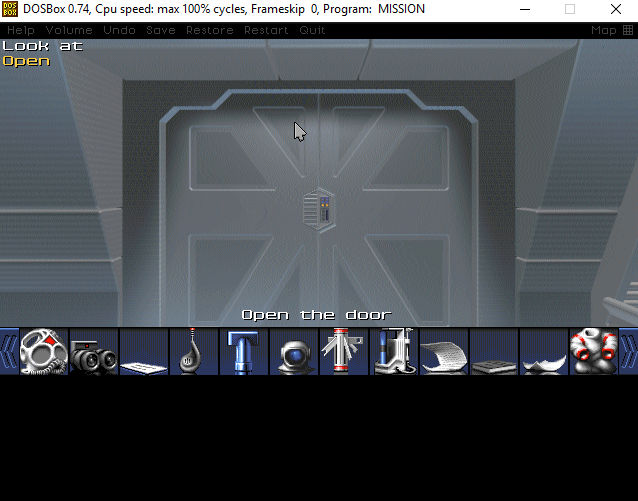 DOSBox 0.74, Cpu speed: max 100% cycles, Frameskip 0, Program: MISSION
Help Volume Undo Save Restore Restart Quit Map
Look at
Open
Open the door